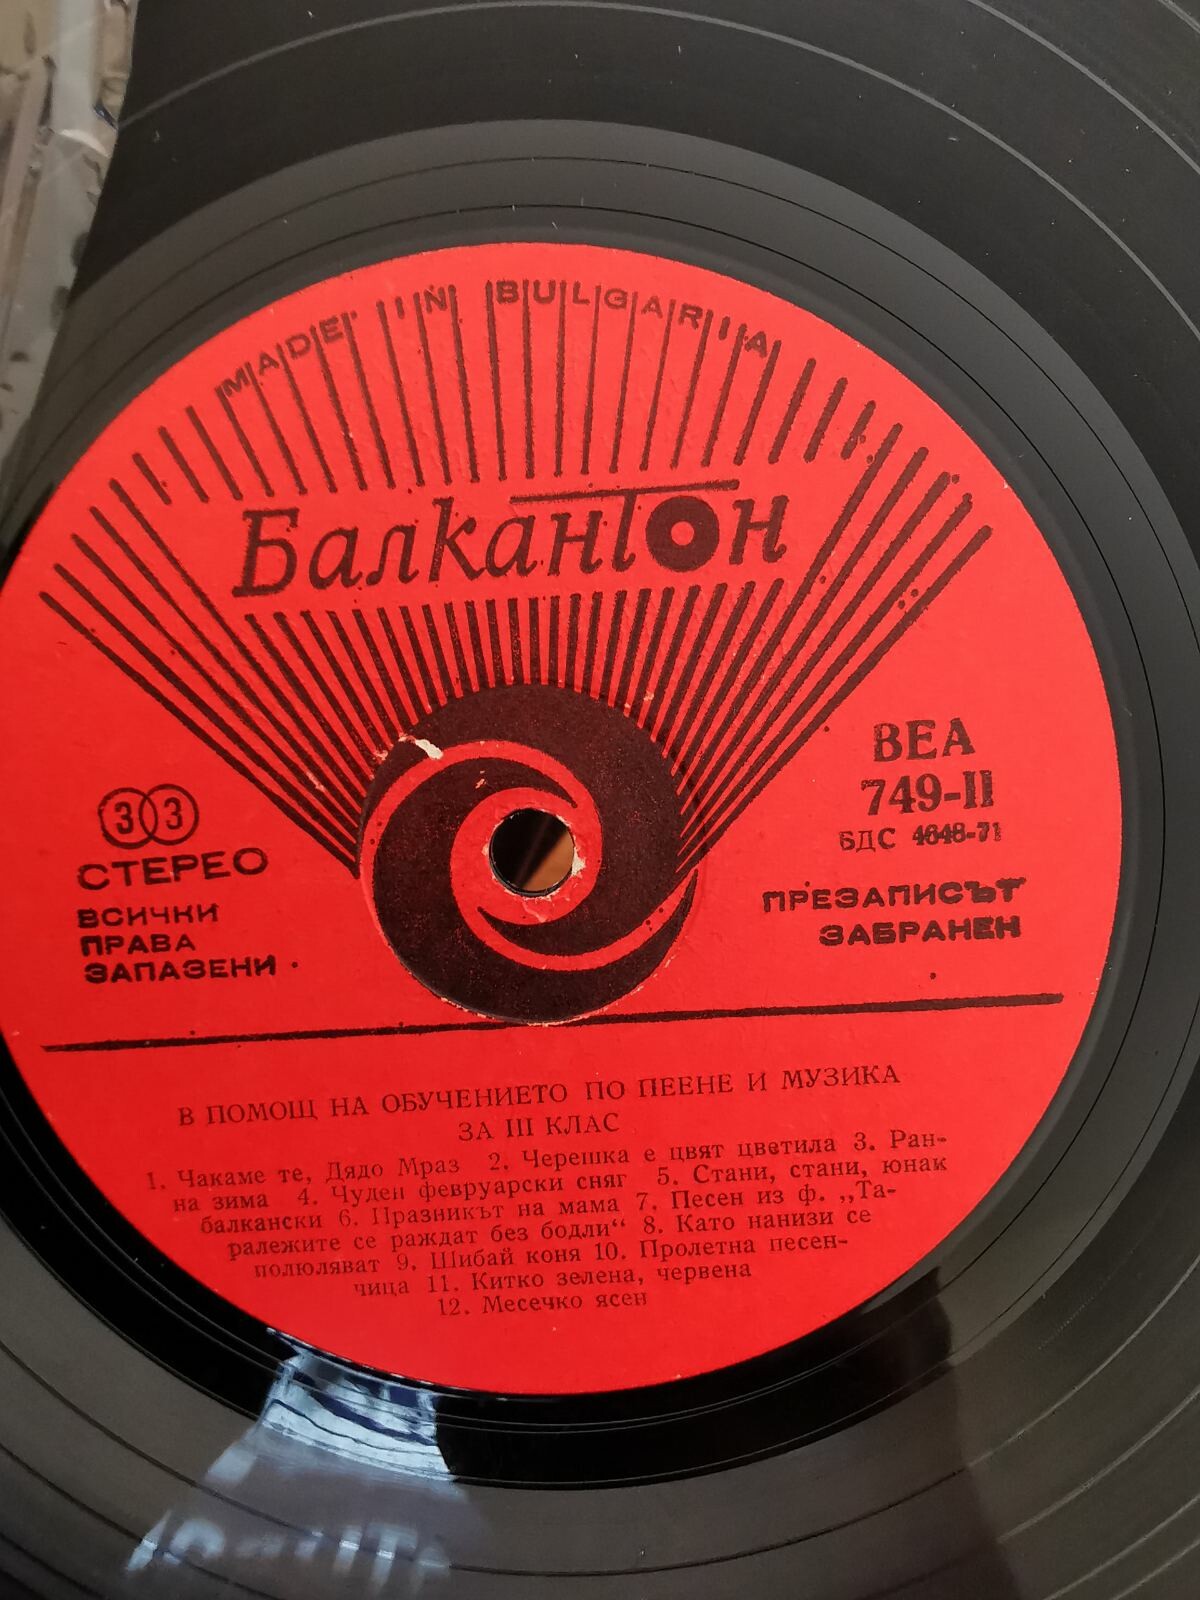 MADE IN BULGARIA
Балкантон
ВЕА
749-II
БДС 4648-71
33
СТЕРЕО
ВСИЧКИ
ПРАВА
ЗАПАЗЕНИ
ПРЕЗАПИСЪТ
ЗАБРАНЕН
В ПОМОЩ НА ОБУЧЕНИЕТО ПО ПЕЕНЕ И МУЗИКА
ЗА III КЛАС
1. Чакаме те, Дядо Мраз 2. Черешка е цвят цветила 3. Ран-
на зима 4. Чуден февруарски сняг 5. Стани, стани, юнак
балкански 6. Празникът на мама 7. Песен из ф. „Та-
ралежите се раждат без бодли“ 8. Като нанизи се
полюляват 9. Шибай коня 10. Пролетна песен-
чица 11. Китко зелена, червена
12. Месечко ясен